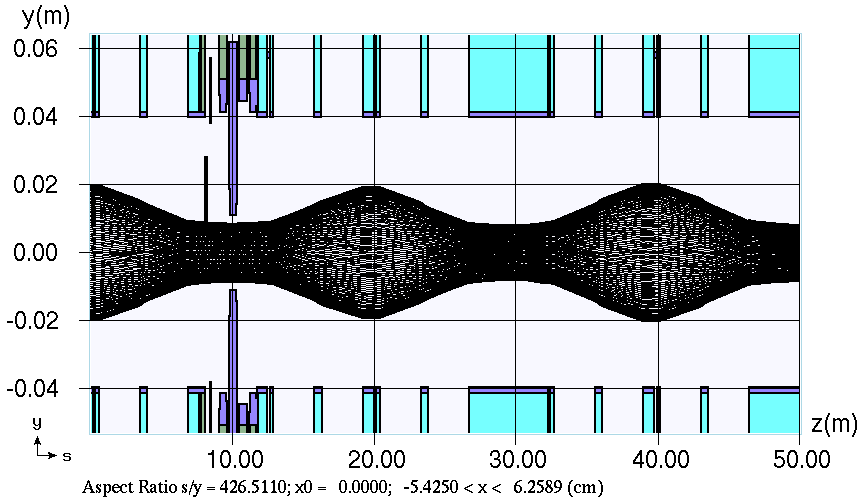 y(m)
0.06
0.04
0.02
0.00
-0.02
-0.04
10.00 20.00 30.00 40.00 50.00
z(m)
y
s
Aspect Ratio s/y = 426.5110; x0 = 0.0000; -5.4250 < x < 6.2589 (cm)